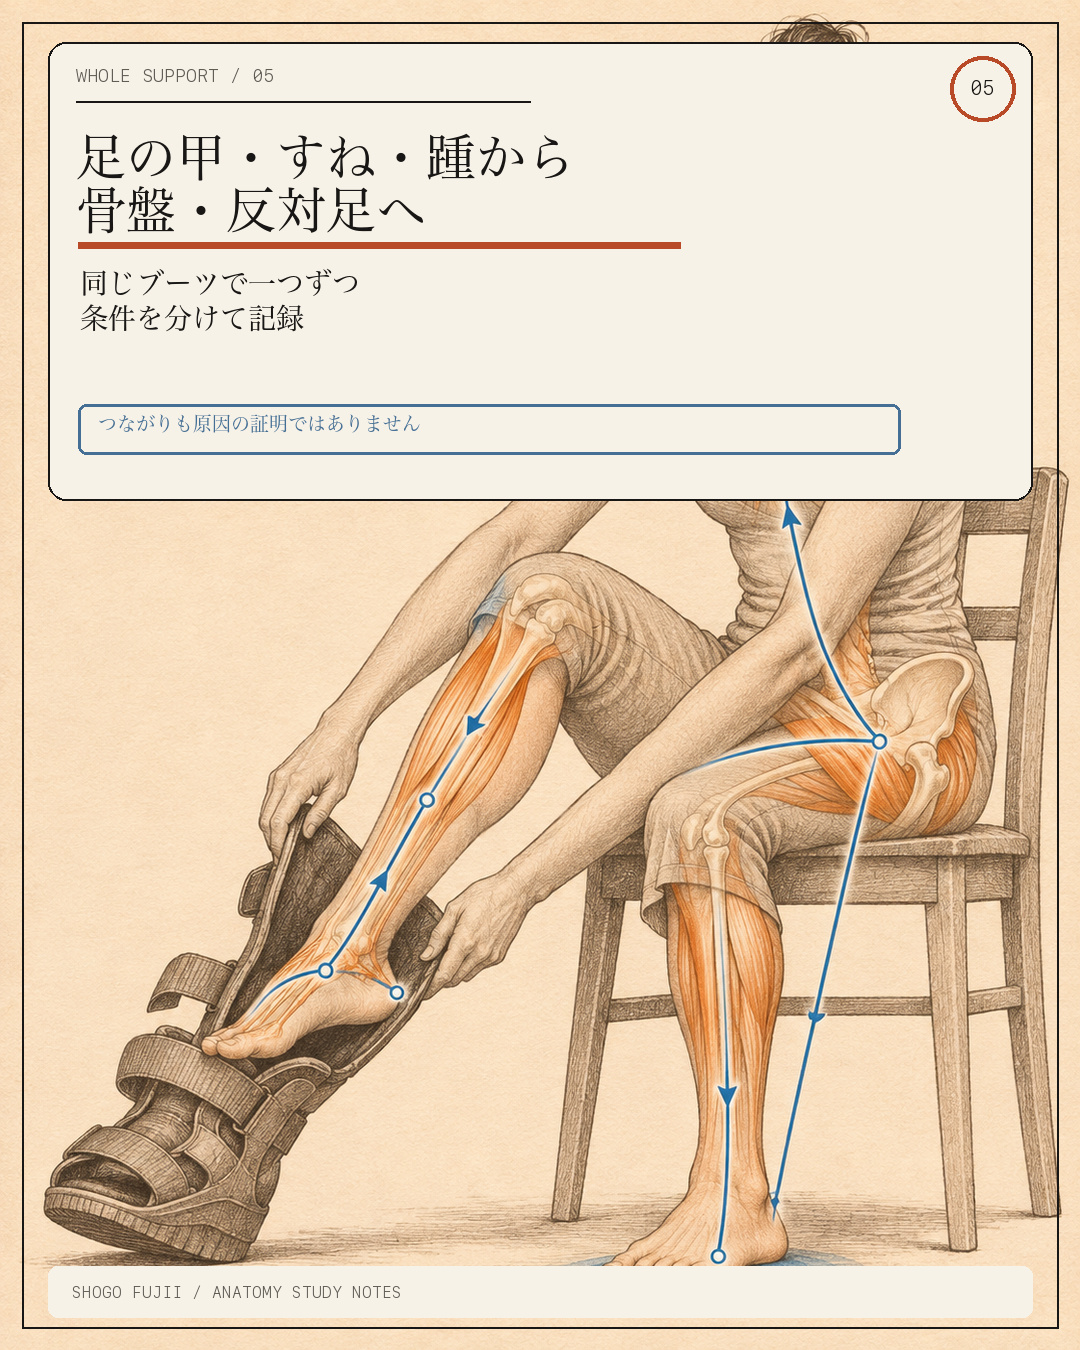 WHOLE SUPPORT / 05
05
足の甲・すね・踵から
骨盤・反対足へ
同じブーツで一つずつ
条件を分けて記録
つながりも原因の証明ではありません
SHOGO FUJII / ANATOMY STUDY NOTES